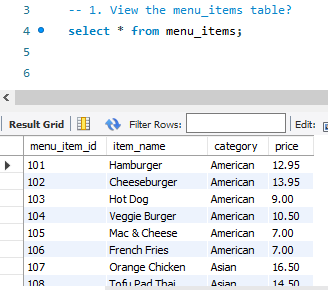 3 -- 1. View the menu_items table?
4 select * from menu_items;
5
6
Result Grid Filter Rows: Edit:
menu_item_id item_name category price
101 Hamburger American 12.95
102 Cheeseburger American 13.95
103 Hot Dog American 9.00
104 Veggie Burger American 10.50
105 Mac & Cheese American 7.00
106 French Fries American 7.00
107 Orange Chicken Asian 16.50
108 Tofu Pad Thai Asian 14.50